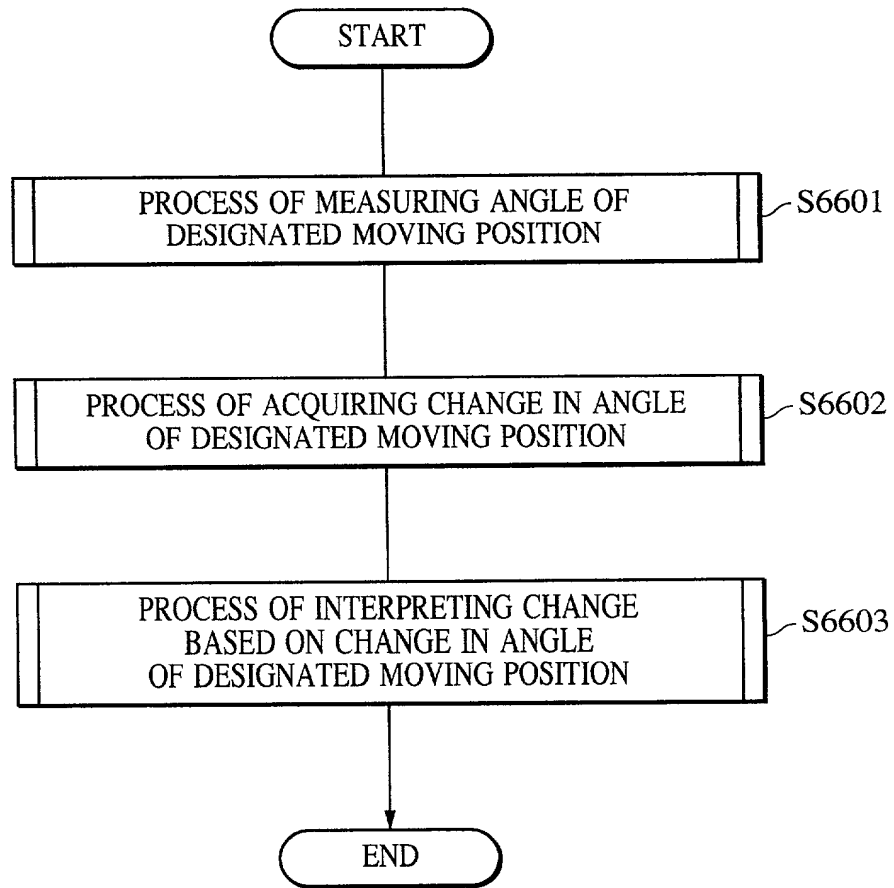 START
PROCESS OF MEASURING ANGLE OF
DESIGNATED MOVING POSITION
S6601
PROCESS OF ACQUIRING CHANGE IN ANGLE
OF DESIGNATED MOVING POSITION
S6602
PROCESS OF INTERPRETING CHANGE
BASED ON CHANGE IN ANGLE
OF DESIGNATED MOVING POSITION
S6603
END